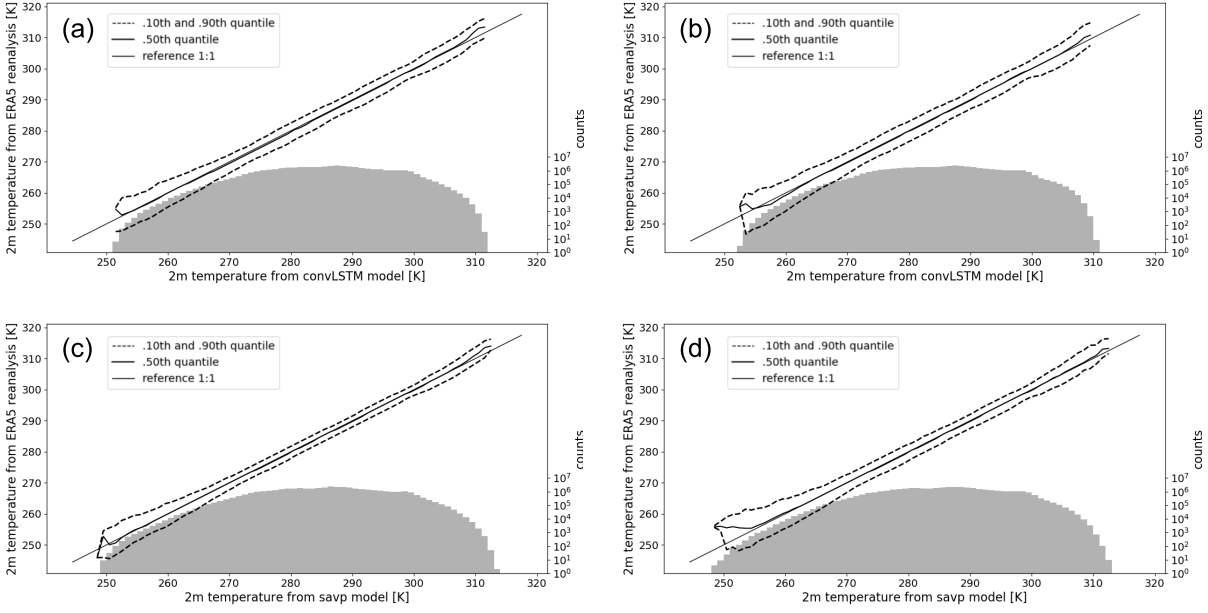 (a)
.10th and .90th quantile
.50th quantile
reference 1:1
2m temperature from ERA5 reanalysis [K]
320
310
300
290
280
270
260
250
counts
10⁷
10⁶
10⁵
10⁴
10³
10²
10¹
10⁰
250 260 270 280 290 300 310 320
2m temperature from convLSTM model [K]
(b)
.10th and .90th quantile
.50th quantile
reference 1:1
2m temperature from ERA5 reanalysis [K]
320
310
300
290
280
270
260
250
counts
10⁷
10⁶
10⁵
10⁴
10³
10²
10¹
10⁰
250 260 270 280 290 300 310 320
2m temperature from convLSTM model [K]
(c)
.10th and .90th quantile
.50th quantile
reference 1:1
2m temperature from ERA5 reanalysis [K]
320
310
300
290
280
270
260
250
counts
10⁷
10⁶
10⁵
10⁴
10³
10²
10¹
10⁰
250 260 270 280 290 300 310 320
2m temperature from savp model [K]
(d)
.10th and .90th quantile
.50th quantile
reference 1:1
2m temperature from ERA5 reanalysis [K]
320
310
300
290
280
270
260
250
counts
10⁷
10⁶
10⁵
10⁴
10³
10²
10¹
10⁰
250 260 270 280 290 300 310 320
2m temperature from savp model [K]